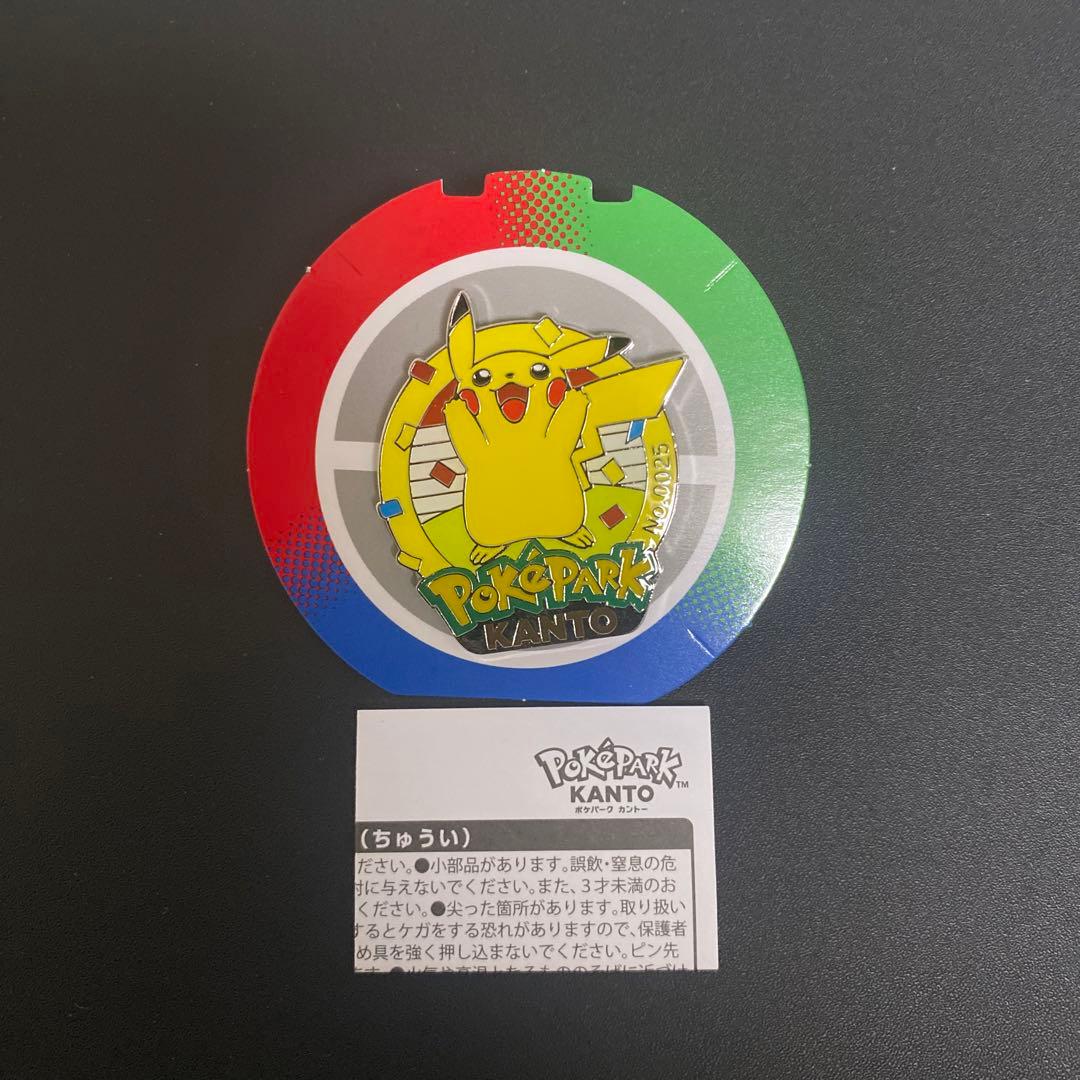 No.0025
POKÉPARK
KANTO
POKÉPARK™
KANTO
ポケパーク カントー
(ちゅうい)
ださい。●小部品があります。誤飲・窒息の危
対に与えないでください。また、3才未満のお
ください。●尖った箇所があります。取り扱い
するとケガをする恐れがありますので、保護者
め具を強く押し込まないでください。ピン先